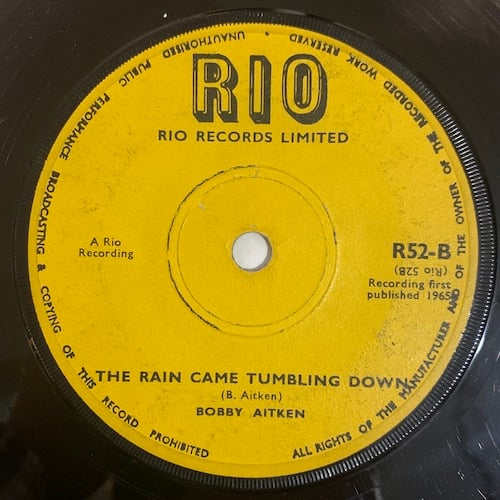 RIO
RIO RECORDS LIMITED
A Rio
Recording
R52-B
(Rio 52B)
Recording first
published 1965
THE RAIN CAME TUMBLING DOWN
(B. Aitken)
BOBBY AITKEN
ALL RIGHTS OF THE MANUFACTURER AND OF THE OWNER OF THE RECORDED WORK RESERVED • UNAUTHORISED PUBLIC PERFORMANCE BROADCASTING & COPYING OF THIS RECORD PROHIBITED